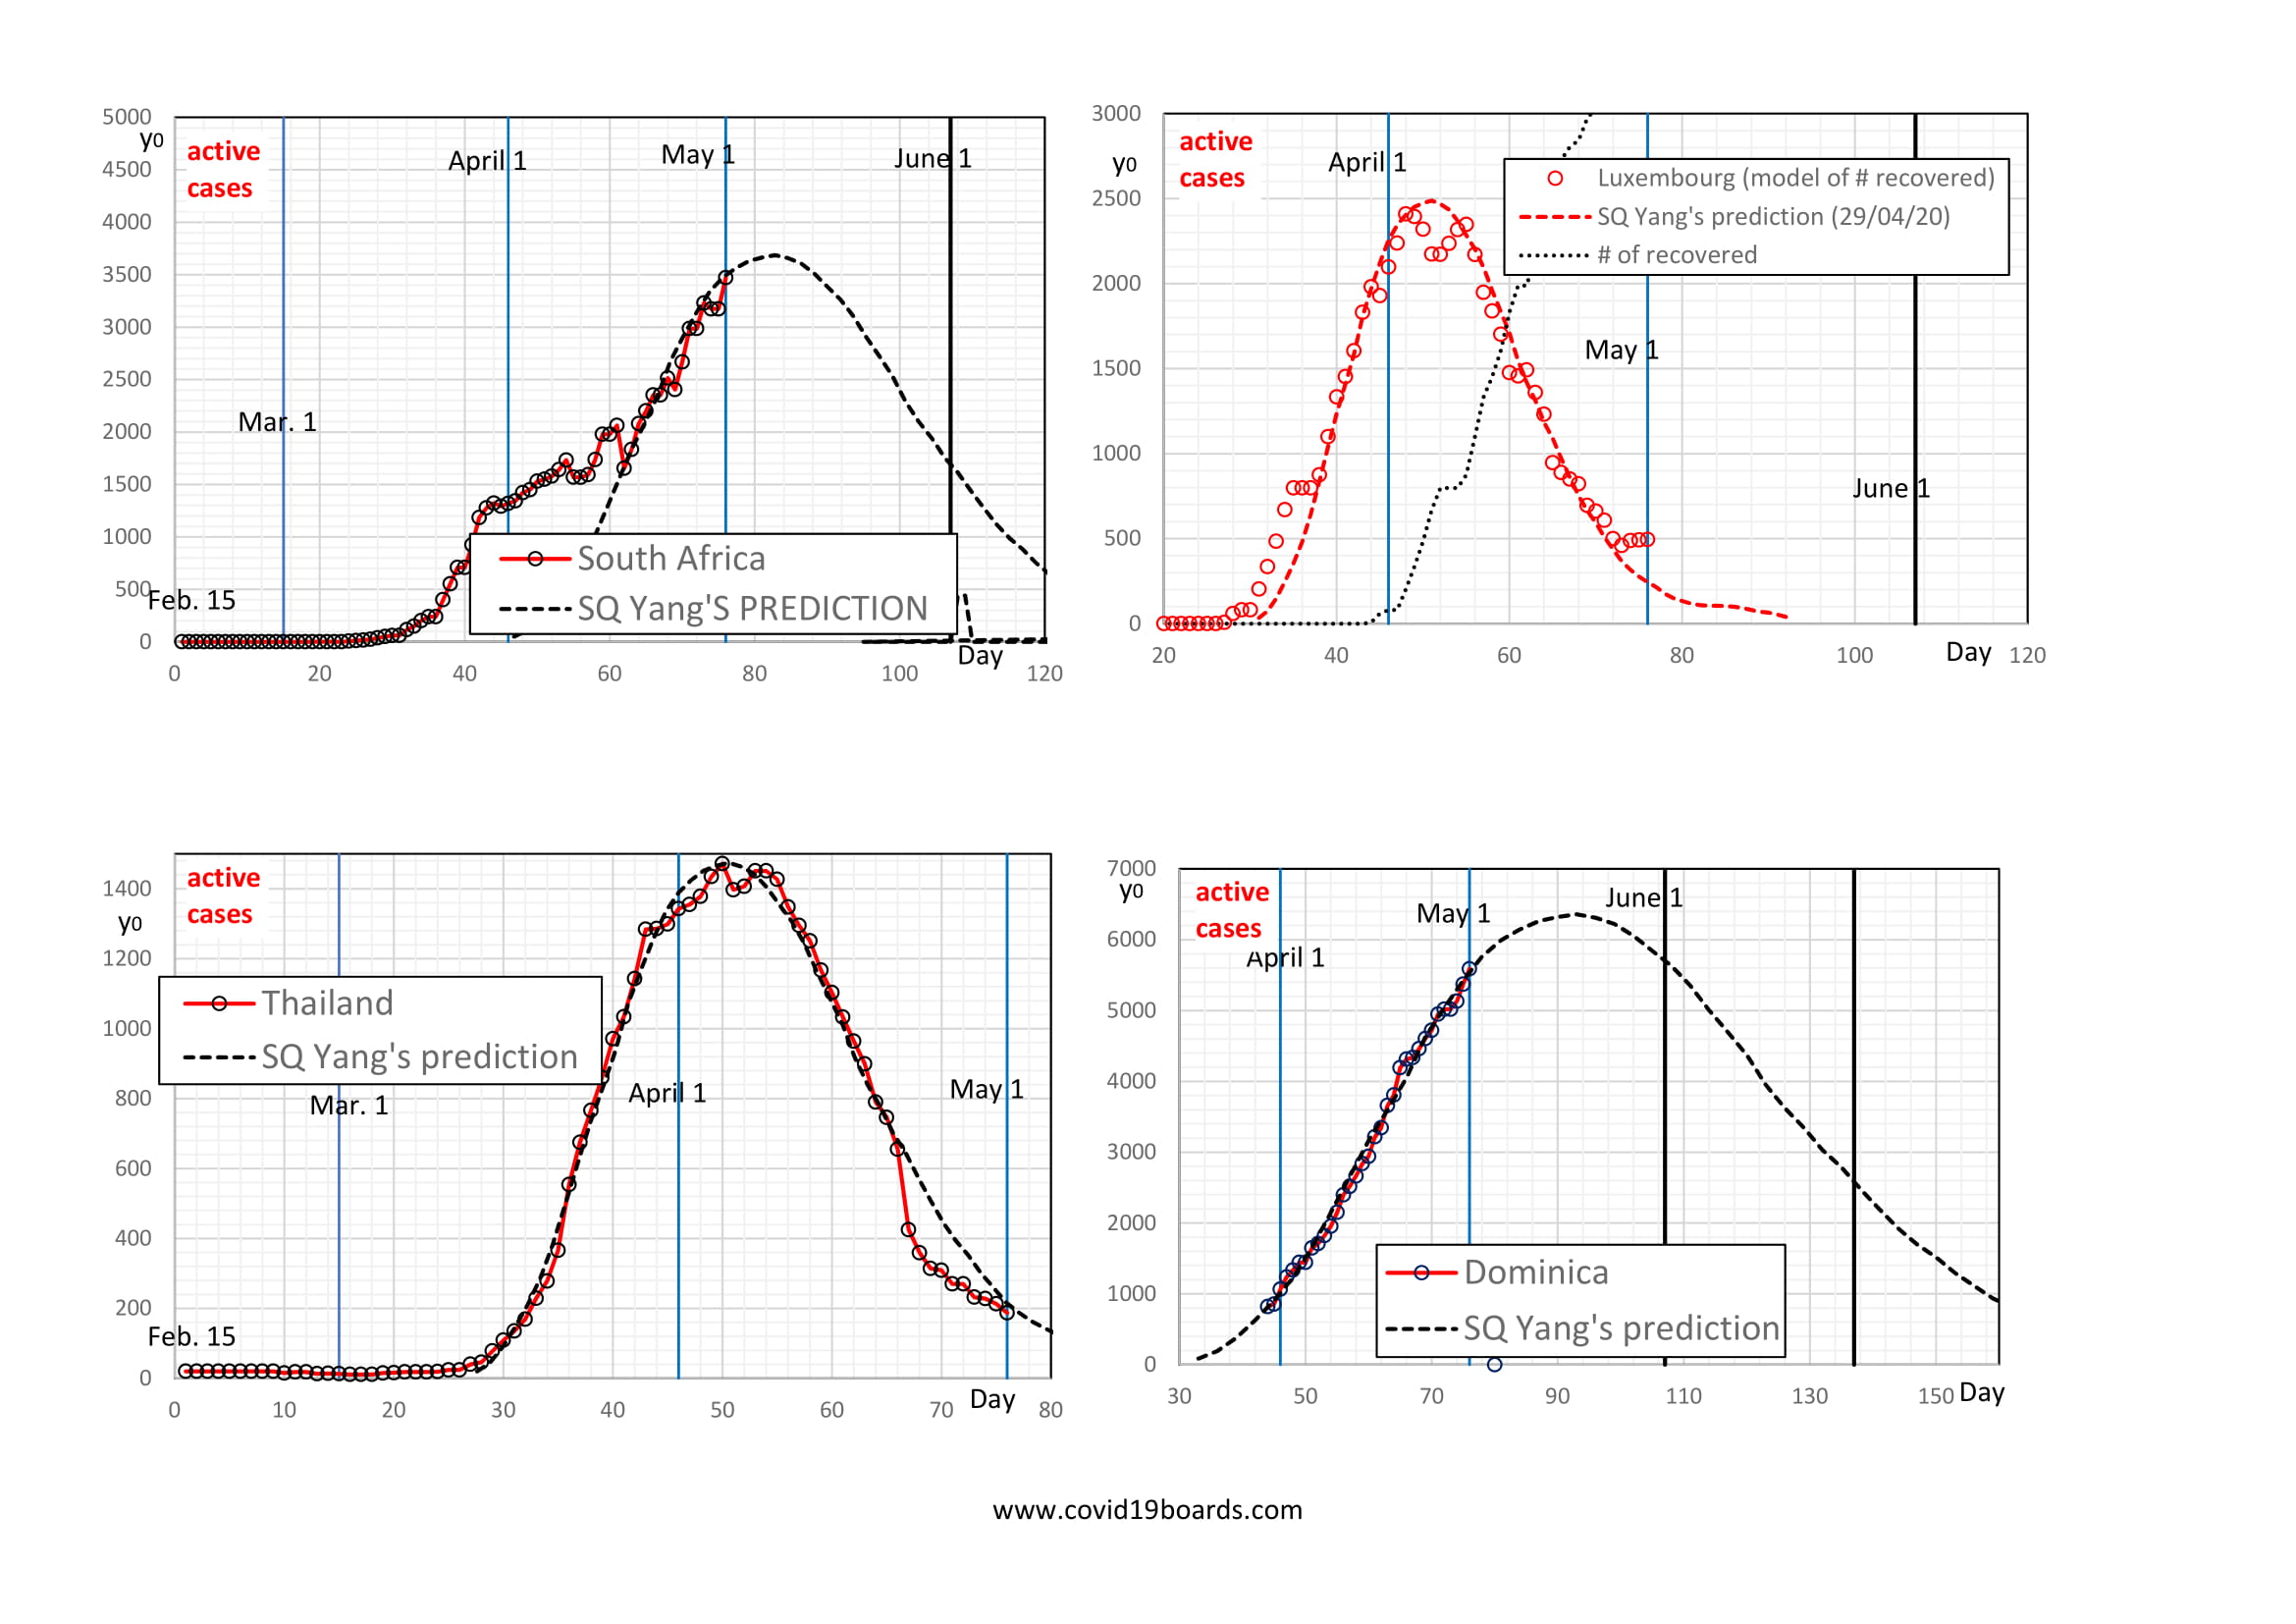 5000
y0
active
cases
4500
4000
3500
3000
2500
2000
1500
1000
500
0
Feb. 15
Mar. 1
April 1
May 1
June 1
South Africa
SQ Yang'S PREDICTION
Day
0 20 40 60 80 100 120
3000
y0
active
cases
2500
2000
1500
1000
500
0
April 1
May 1
June 1
Luxembourg (model of # recovered)
SQ Yang's prediction (29/04/20)
# of recovered
Day
20 40 60 80 100 120
active
cases
1400
y0
1200
1000
800
600
400
200
0
Thailand
SQ Yang's prediction
Feb. 15
Mar. 1
April 1
May 1
Day
0 10 20 30 40 50 60 70 80
7000
y0
active
cases
6000
5000
4000
3000
2000
1000
0
April 1
May 1
June 1
Dominica
SQ Yang's prediction
30 50 70 90 110 130 150 Day
www.covid19boards.com